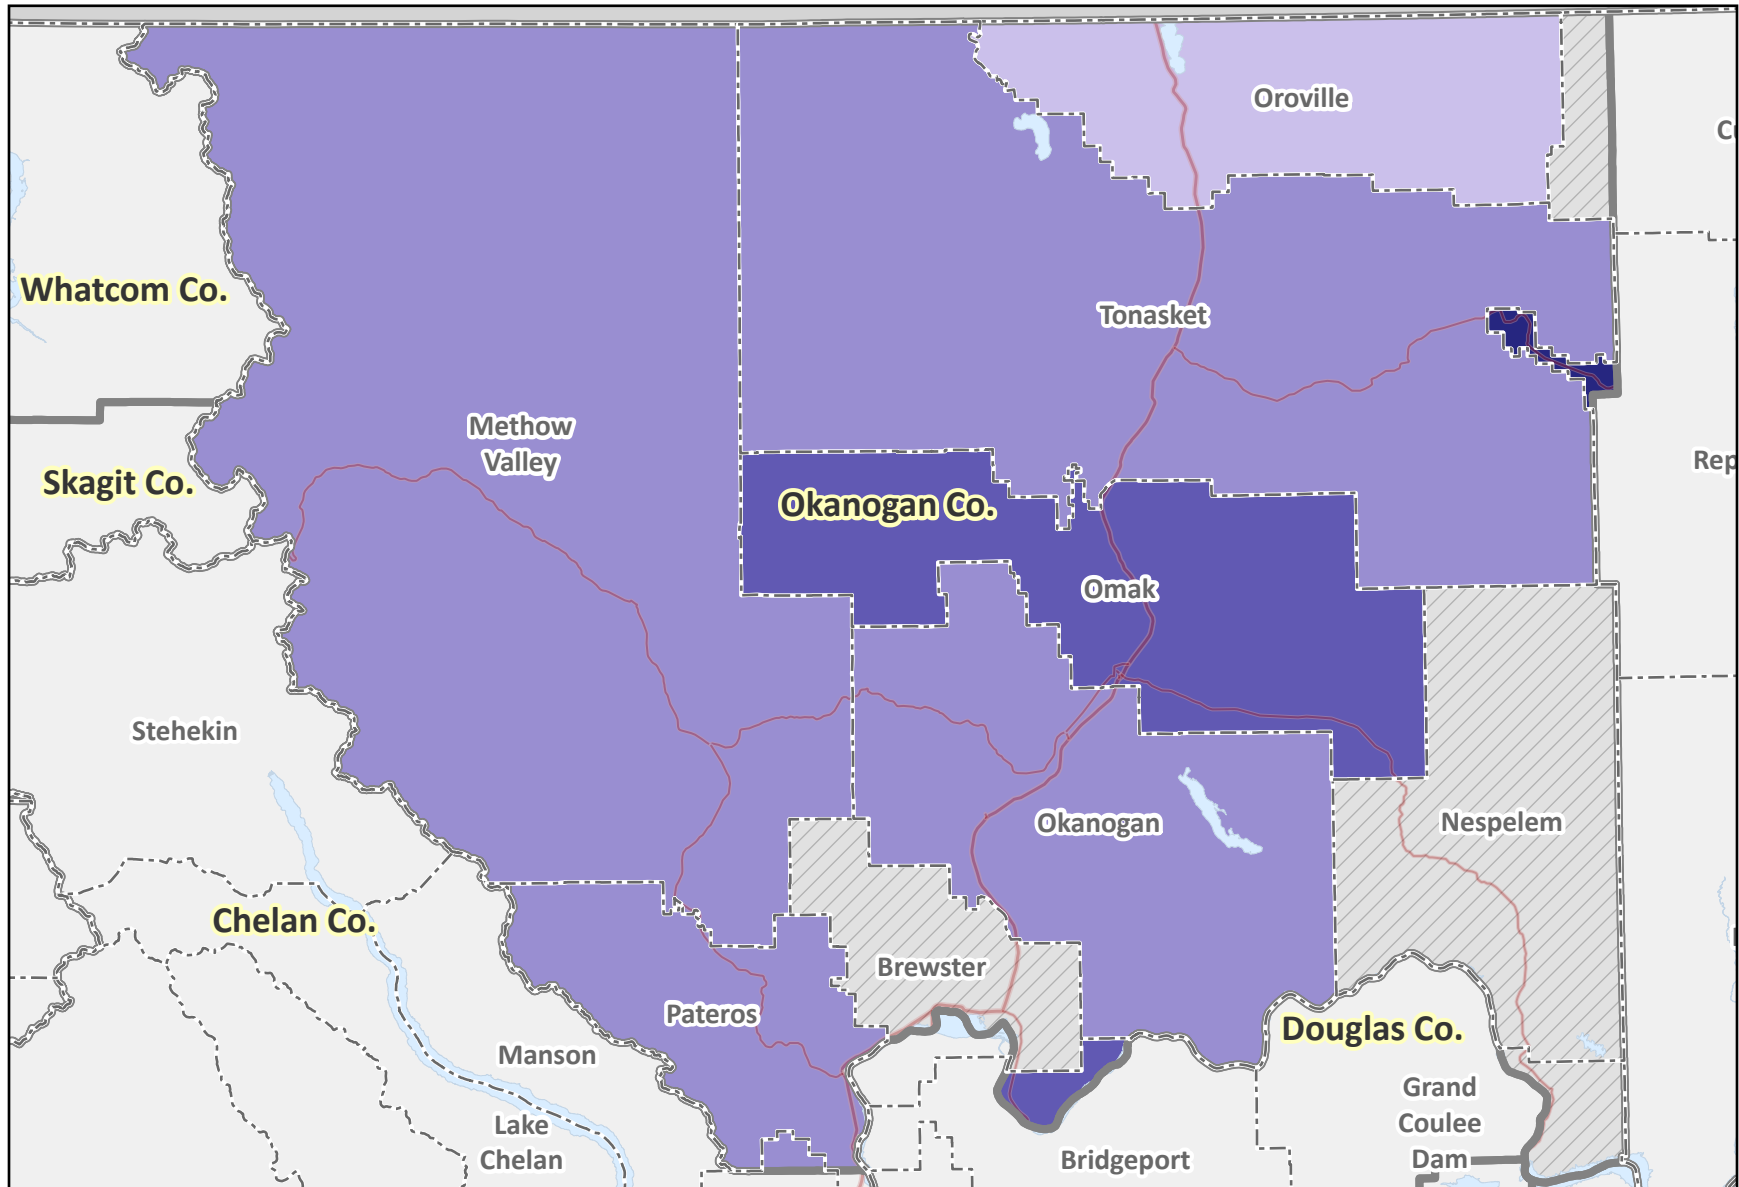 Oroville
Whatcom Co.
Tonasket
Methow
Valley
Skagit Co.
Rep
Okanogan Co.
Omak
Stehekin
Okanogan
Nespelem
Chelan Co.
Brewster
Pateros
Douglas Co.
Manson
Grand
Coulee
Dam
Lake
Chelan
Bridgeport